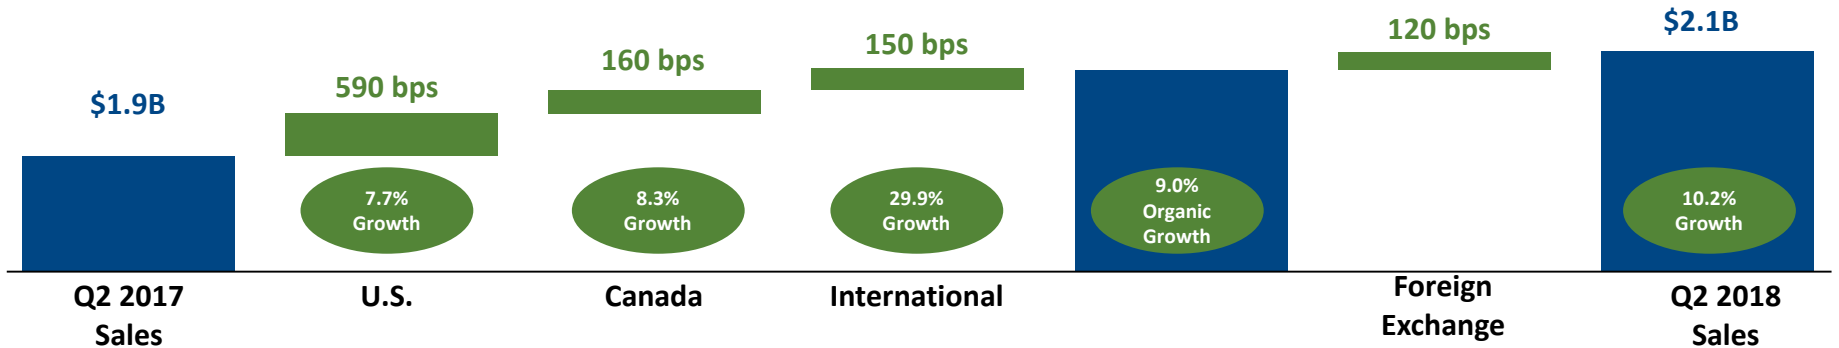 $1.9B
590 bps
160 bps
150 bps
120 bps
$2.1B
7.7%
Growth
8.3%
Growth
29.9%
Growth
9.0%
Organic
Growth
10.2%
Growth
Q2 2017
Sales
U.S.
Canada
International
Foreign
Exchange
Q2 2018
Sales